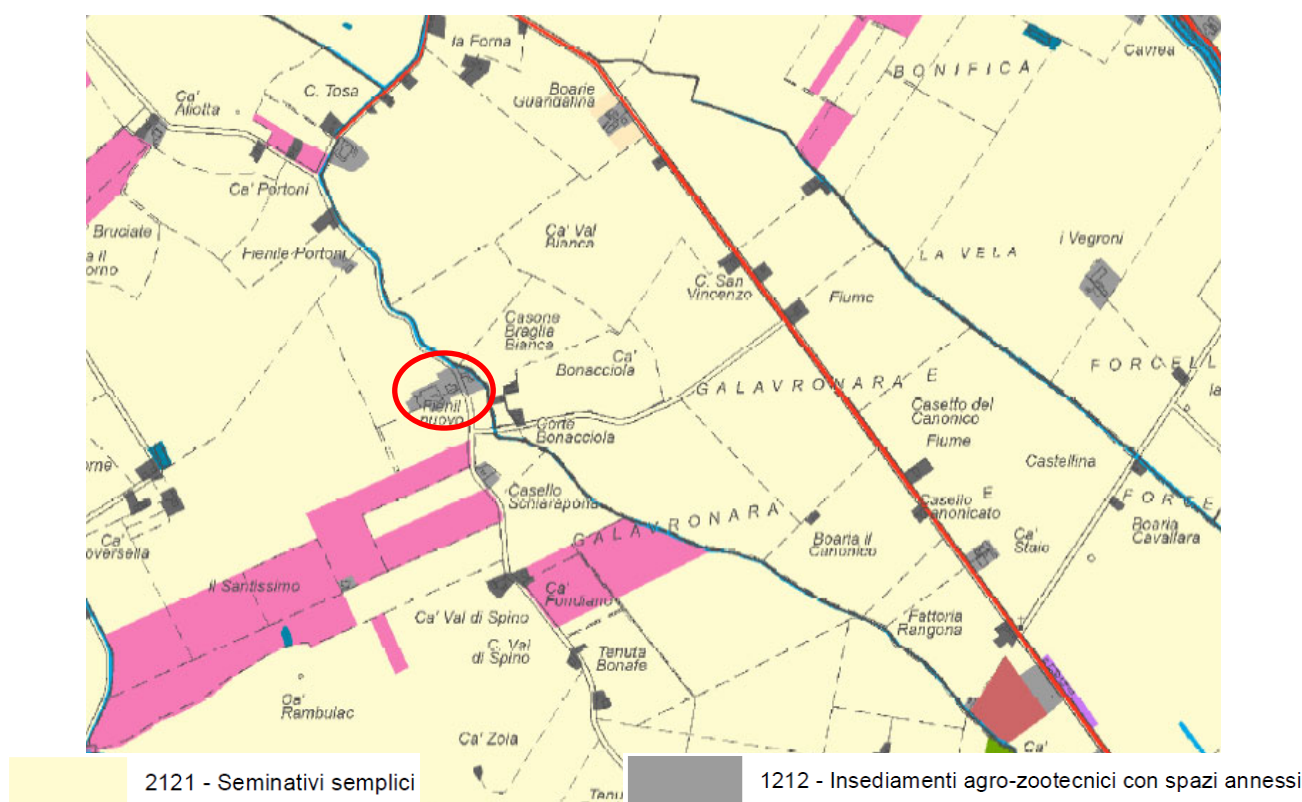 la Forna
Cavrea
BONIFICA
Boarie
Guandalina
Ca'
Aliotta
C. Tosa
Ca' Portoni
Bruciate
Fienile Portoni
Ca' Val
Bianca
LA VELA
i Vegroni
C. San
Vincenzo
Fiume
Casone
Braglia
Bianca
Ca'
Bonacciola
FORCELL
GALAVRONARA E
Fienil
nuovo
Corte
Bonacciola
Casetto del
Canonico
Fiume
Castellina
FORCE
Casello
Schiarapona
Casello E
Canonicato
Boaria
Cavallara
GALAVRONARA
Boaria il
Canonico
Ca'
Staio
Ca'
oversella
Il Santissimo
Ca'
Ca' Val di Spino
Fattoria
Rangona
C. Val
di Spino
Tenuta
Bonafe
Rambulac
Ca' Zoia
Ca'
Tenu
2121 - Seminativi semplici
1212 - Insediamenti agro-zootecnici con spazi annessi